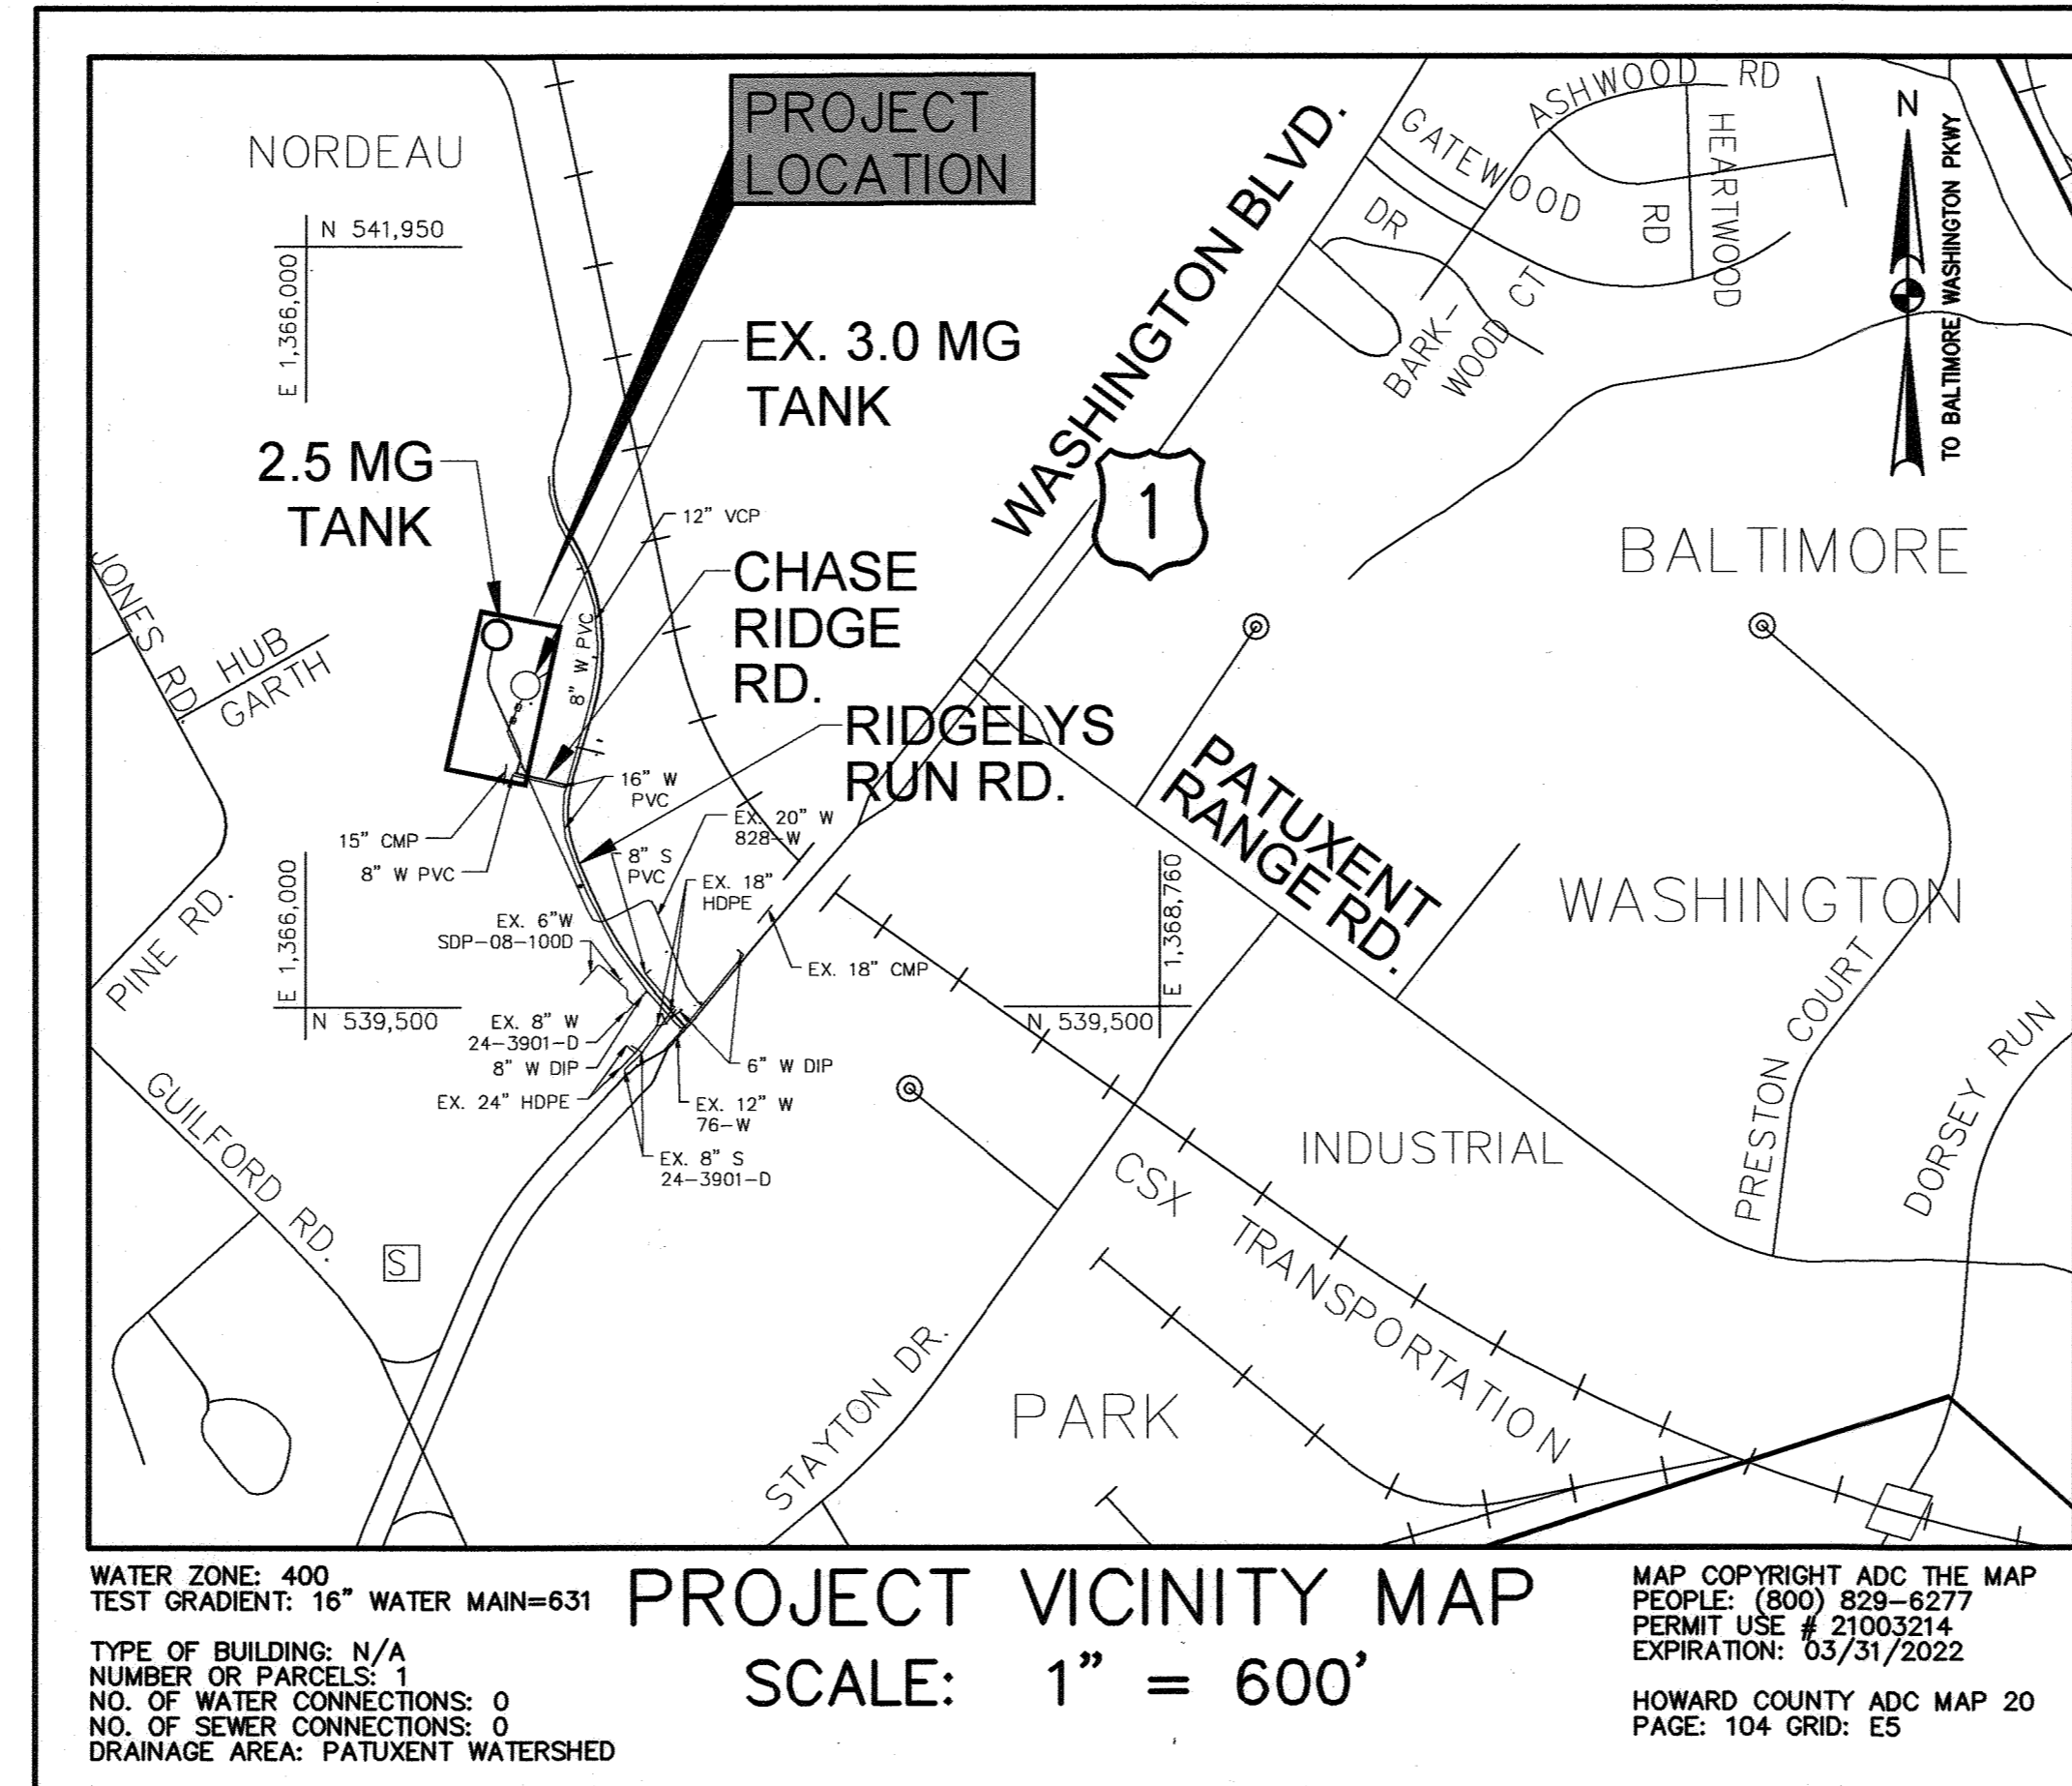 PROJECT
LOCATION
NORDEAU
N 541,950
E 1,366,000
EX. 3.0 MG
TANK
2.5 MG
TANK
12" VCP
CHASE
RIDGE
RD.
8" W PVC
RIDGELYS
RUN RD.
16" W
PVC
EX. 20" W
828-W
15" CMP
8" W PVC
8" S
PVC
EX. 18"
HDPE
EX. 6"W
SDP-08-100D
EX. 18" CMP
E 1,366,000
N 539,500
EX. 8" W
24-3901-D
8" W DIP
EX. 24" HDPE
6" W DIP
EX. 12" W
76-W
EX. 8" S
24-3901-D
JONES RD.
HUB
GARTH
PINE RD.
GUILFORD RD.
S
WASHINGTON BLVD.
1
ASHWOOD RD
GATEWOOD
DR
HEARTWOOD
RD
BARK-
WOOD CT
N
TO BALTIMORE WASHINGTON PKWY
BALTIMORE
PATUXENT
RANGE RD.
WASHINGTON
E 1,368,760
N 539,500
PRESTON COURT
DORSEY RUN
INDUSTRIAL
CSX TRANSPORTATION
STAYTON DR.
PARK
WATER ZONE: 400
TEST GRADIENT: 16" WATER MAIN=631
TYPE OF BUILDING: N/A
NUMBER OR PARCELS: 1
NO. OF WATER CONNECTIONS: 0
NO. OF SEWER CONNECTIONS: 0
DRAINAGE AREA: PATUXENT WATERSHED
PROJECT VICINITY MAP
SCALE: 1" = 600'
MAP COPYRIGHT ADC THE MAP
PEOPLE: (800) 829-6277
PERMIT USE # 21003214
EXPIRATION: 03/31/2022
HOWARD COUNTY ADC MAP 20
PAGE: 104 GRID: E5